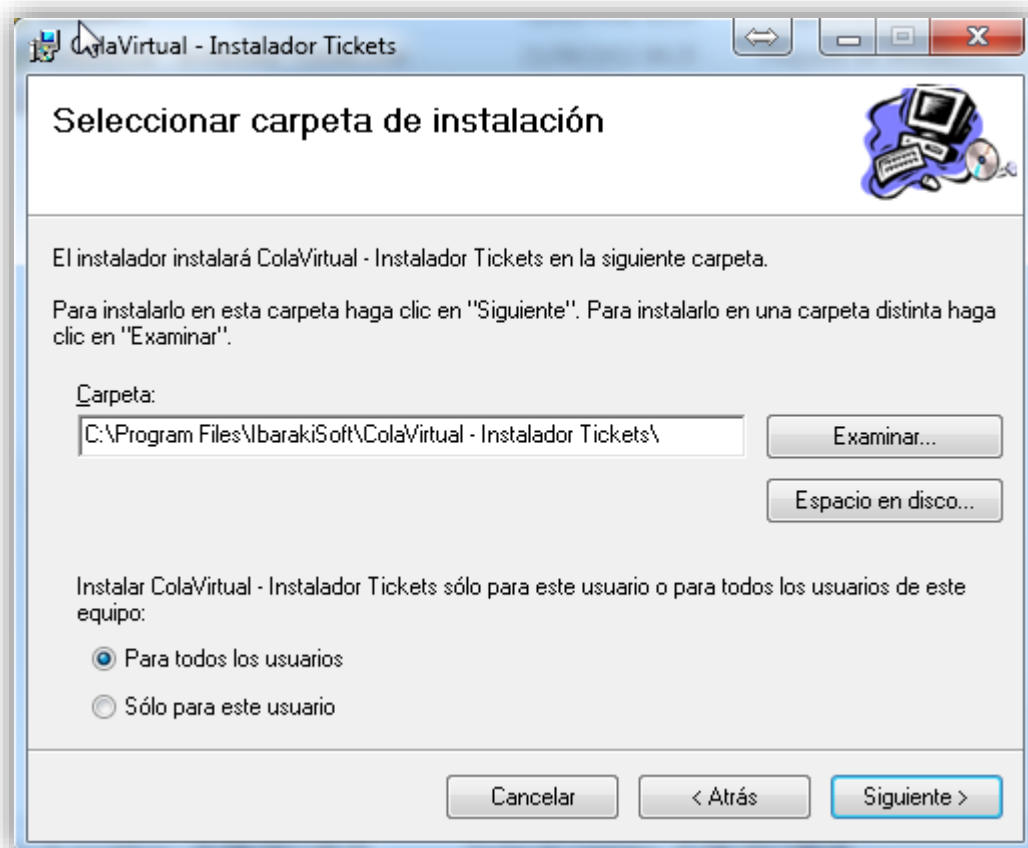 ColaVirtual - Instalador Tickets
Seleccionar carpeta de instalación
El instalador instalará ColaVirtual - Instalador Tickets en la siguiente carpeta.
Para instalarlo en esta carpeta haga clic en "Siguiente". Para instalarlo en una carpeta distinta haga
clic en "Examinar".
Carpeta:
C:\Program Files\IbarakiSoft\ColaVirtual - Instalador Tickets\
Examinar...
Espacio en disco...
Instalar ColaVirtual - Instalador Tickets sólo para este usuario o para todos los usuarios de este
equipo:
Para todos los usuarios
Sólo para este usuario
Cancelar
< Atrás
Siguiente >